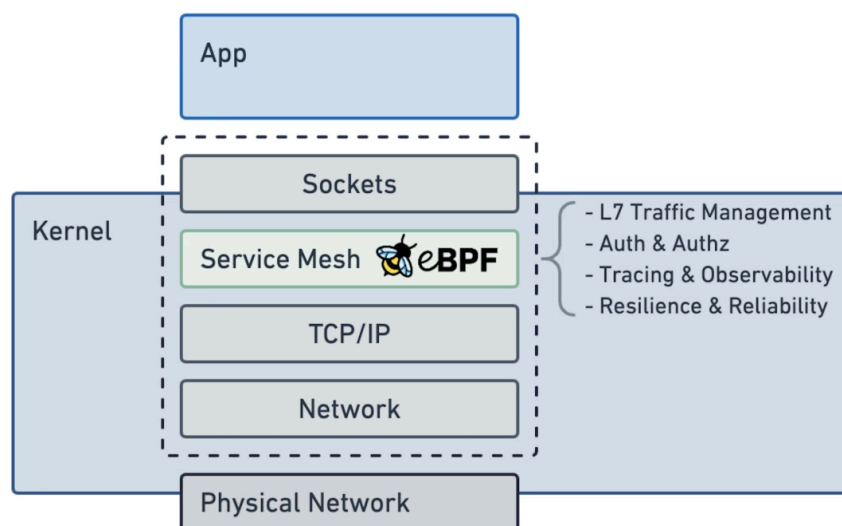 App
Sockets
Kernel
Service Mesh eBPF
TCP/IP
Network
Physical Network
- L7 Traffic Management
- Auth & Authz
- Tracing & Observability
- Resilience & Reliability